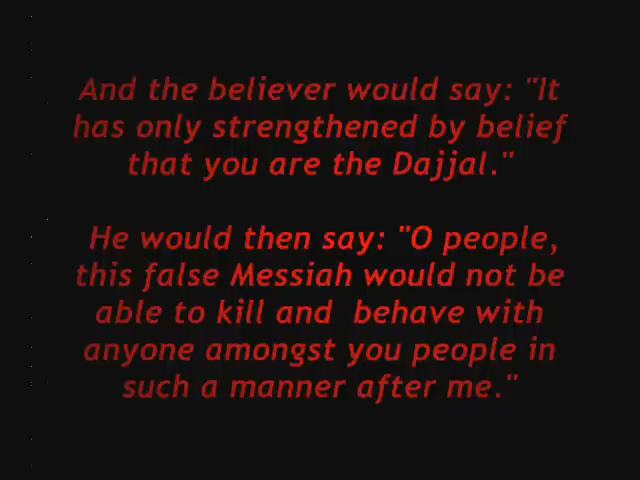 And the believer would say: "It
has only strengthened by belief
that you are the Dajjal."
He would then say: "O people,
this false Messiah would not be
able to kill and behave with
anyone amongst you people in
such a manner after me."